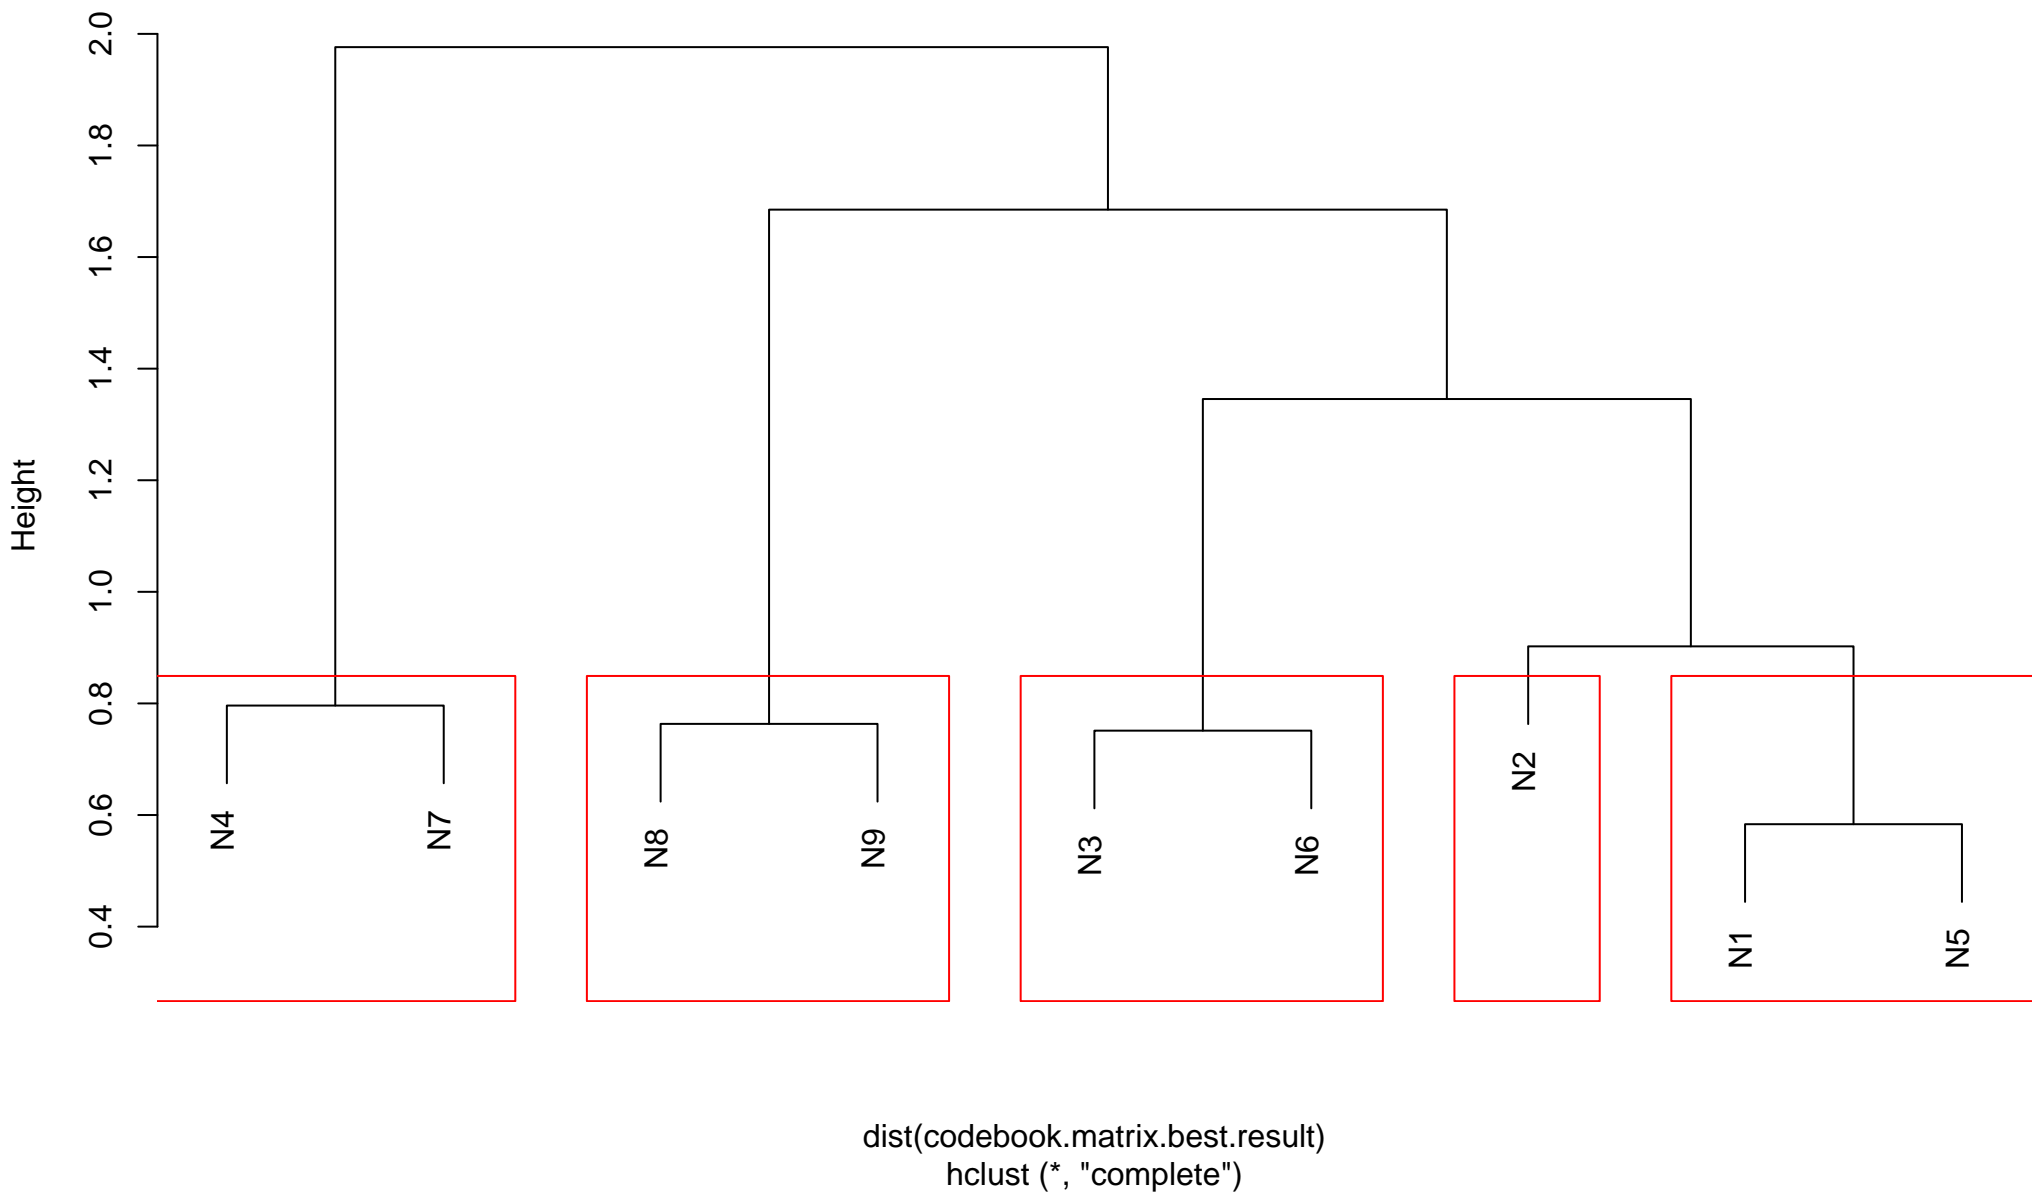 Height
2.0
1.8
1.6
1.4
1.2
1.0
0.8
0.6
0.4
N4
N7
N8
N9
N3
N6
N2
N1
N5
dist(codebook.matrix.best.result)
hclust (*, "complete")